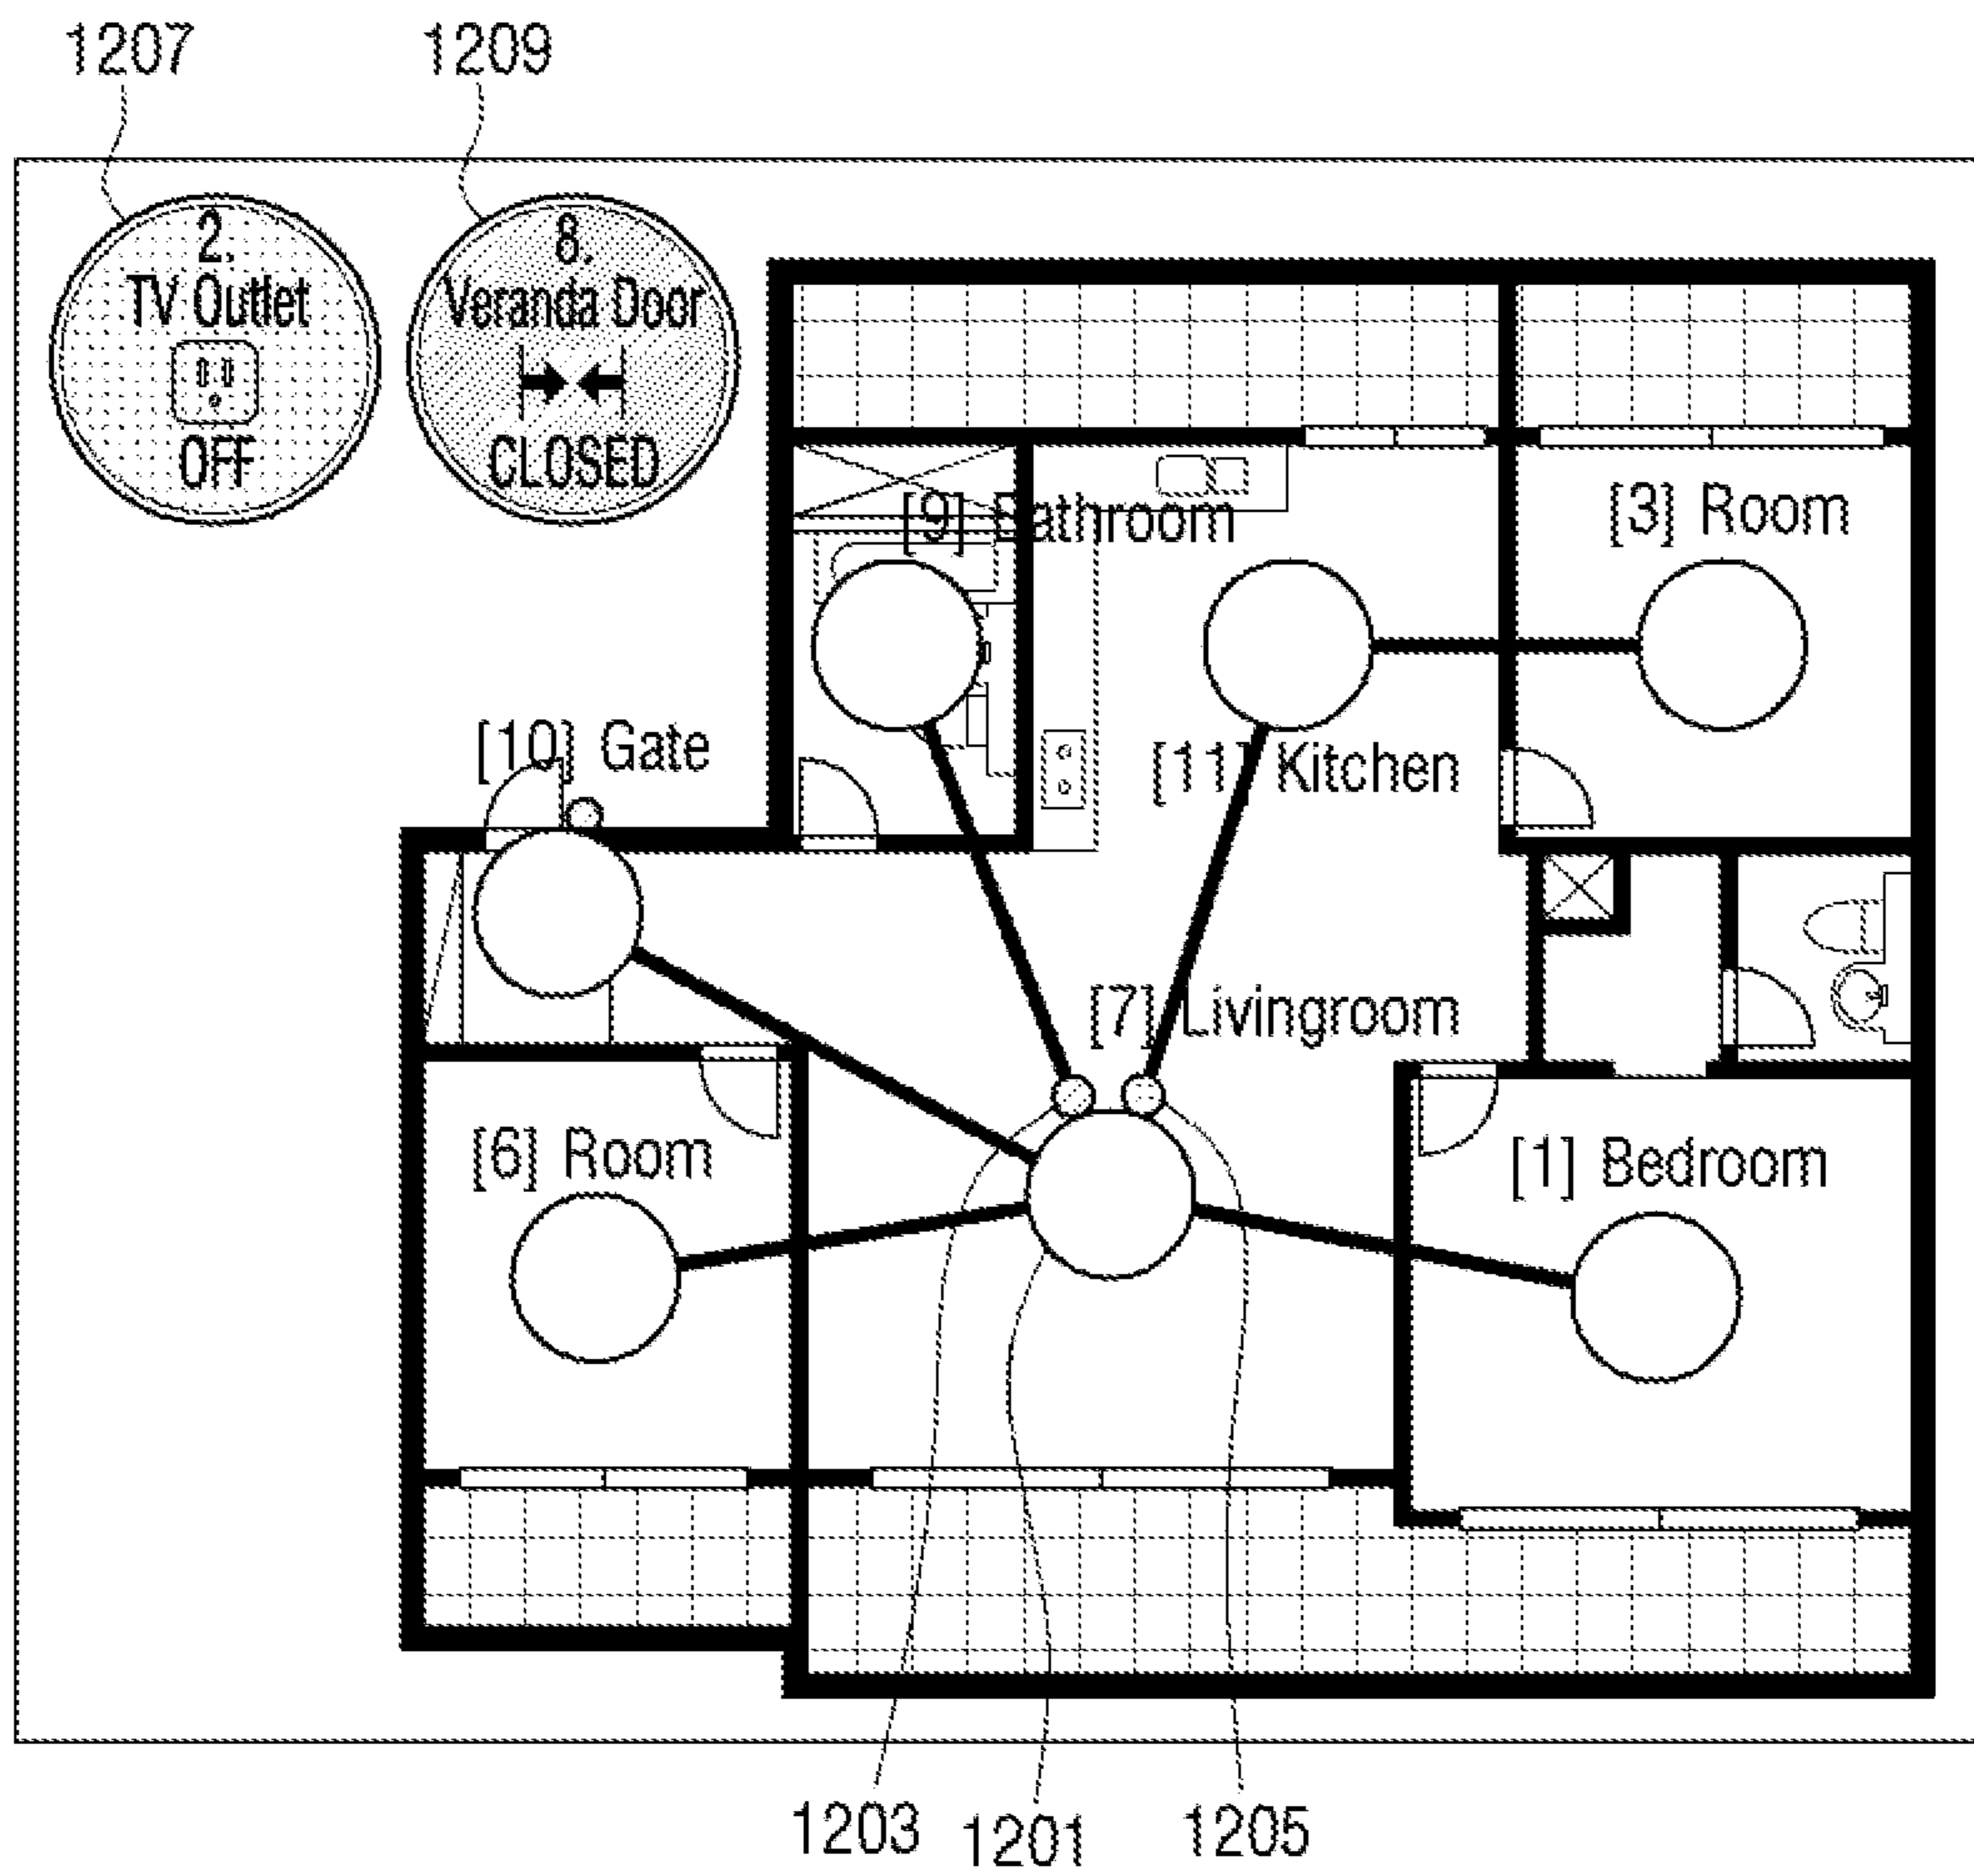 1207
1209
2.
TV Outlet
OFF
8.
Veranda Door
CLOSED
[9] Bathroom
[3] Room
[10] Gate
[11] Kitchen
[7] Livingroom
[6] Room
[1] Bedroom
1203
1201
1205